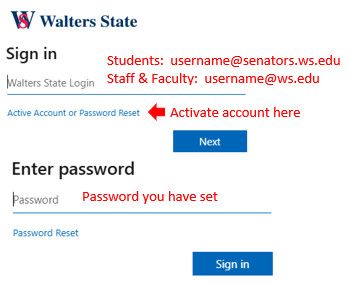 WS Walters State
Sign in
Students: username@senators.ws.edu
Staff & Faculty: username@ws.edu
Walters State Login
Active Account or Password Reset
Activate account here
Next
Enter password
Password
Password you have set
Password Reset
Sign in